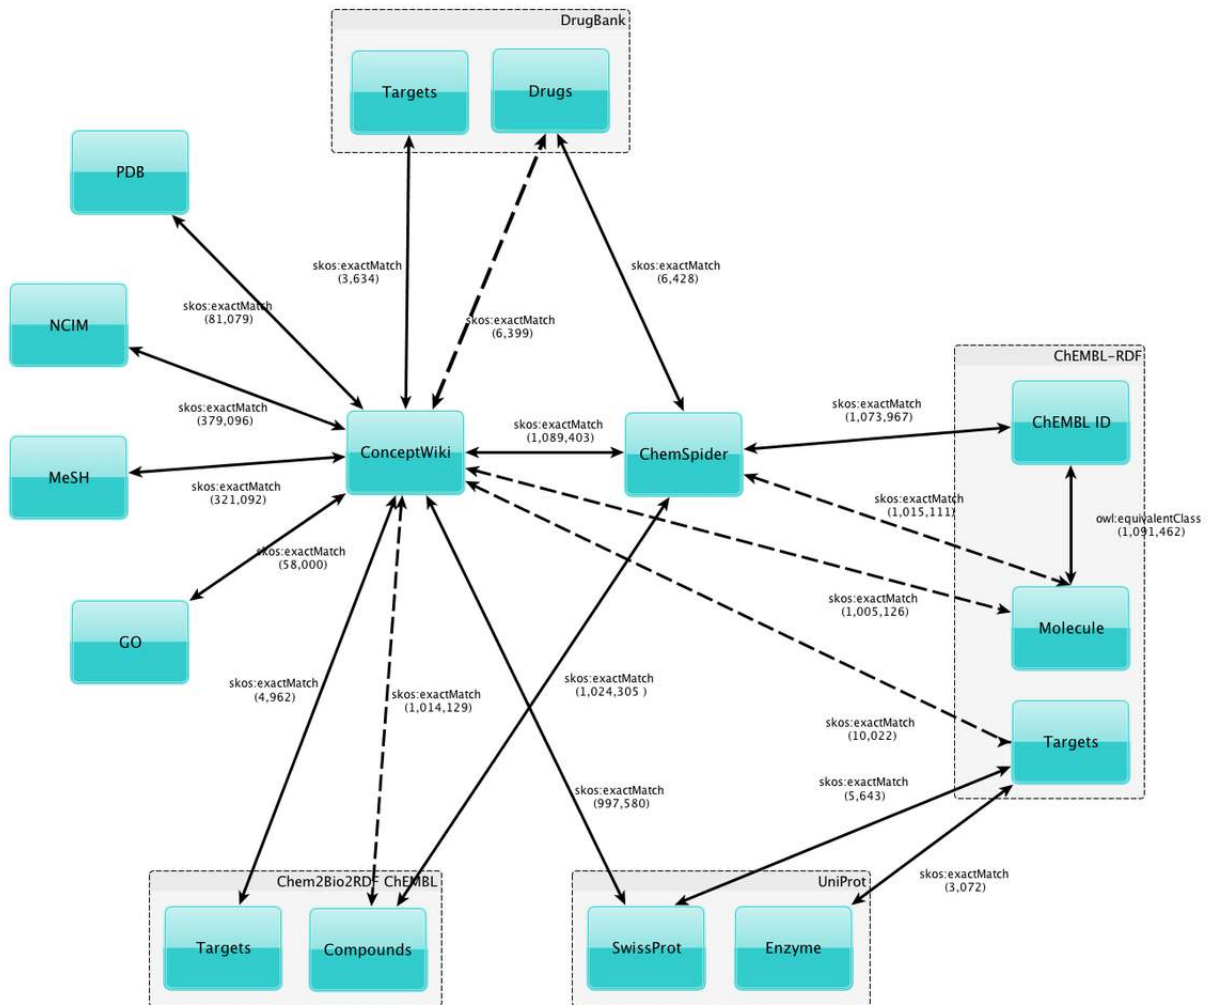 DrugBank
Targets
Drugs
PDB
skos:exactMatch
(3,634)
skos:exactMatch
(6,428)
NCIM
skos:exactMatch
(81,079)
skos:exactMatch
(6,399)
ChEMBL-RDF
ChEMBL ID
skos:exactMatch
(379,096)
skos:exactMatch
(1,073,967)
skos:exactMatch
(1,089,403)
ConceptWiki
ChemSpider
MeSH
skos:exactMatch
(321,092)
skos:exactMatch
(1,015,111)
owl:equivalentClass
(1,091,462)
skos:exactMatch
(58,000)
skos:exactMatch
(1,005,126)
GO
Molecule
skos:exactMatch
(4,962)
skos:exactMatch
(1,014,129)
skos:exactMatch
(1,024,305 )
skos:exactMatch
(10,022)
Targets
skos:exactMatch
(5,643)
skos:exactMatch
(997,580)
skos:exactMatch
(3,072)
Chem2Bio2RDF ChEMBL
UniProt
Targets
Compounds
SwissProt
Enzyme